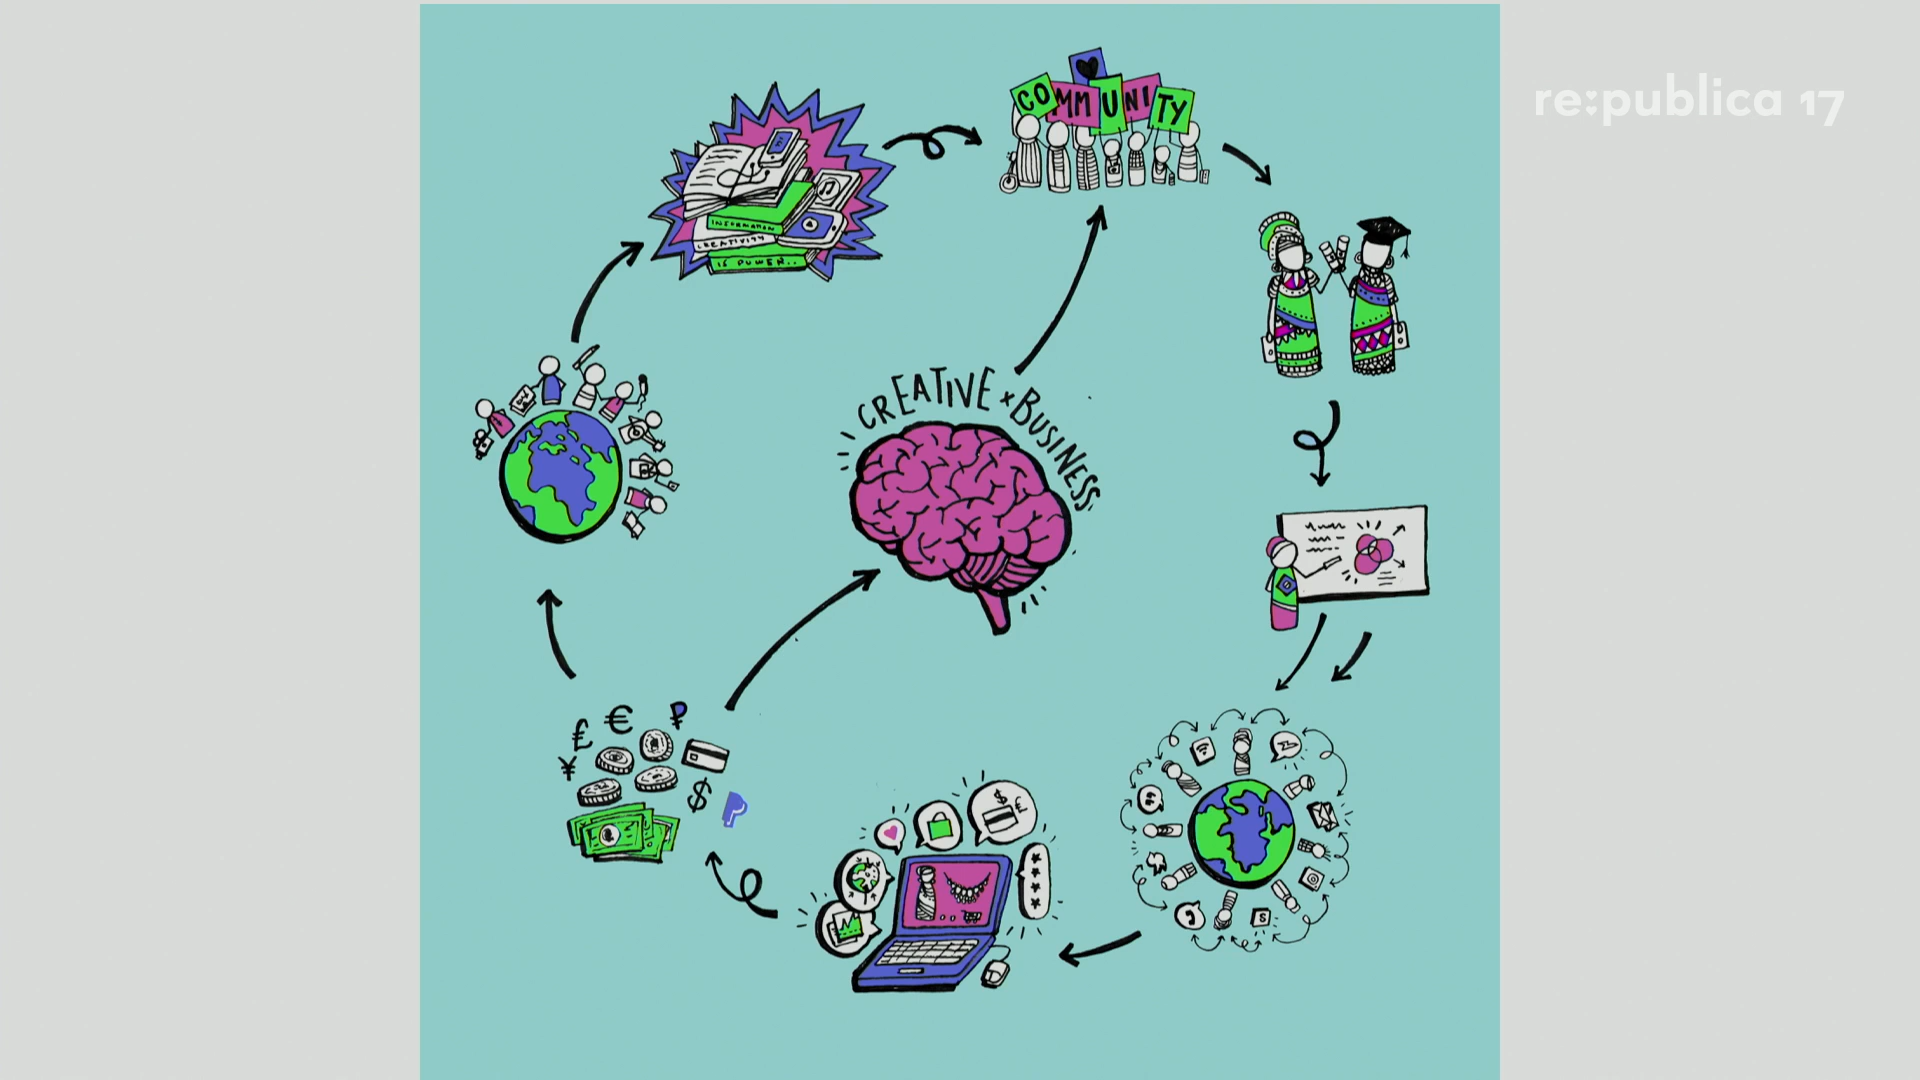 re:publica 17
COMMUNITY
INFORMATION
CREATIVITY
IS POWER..
CREATIVE x BUSINESS
£ € ₽
¥
$
$ £
S